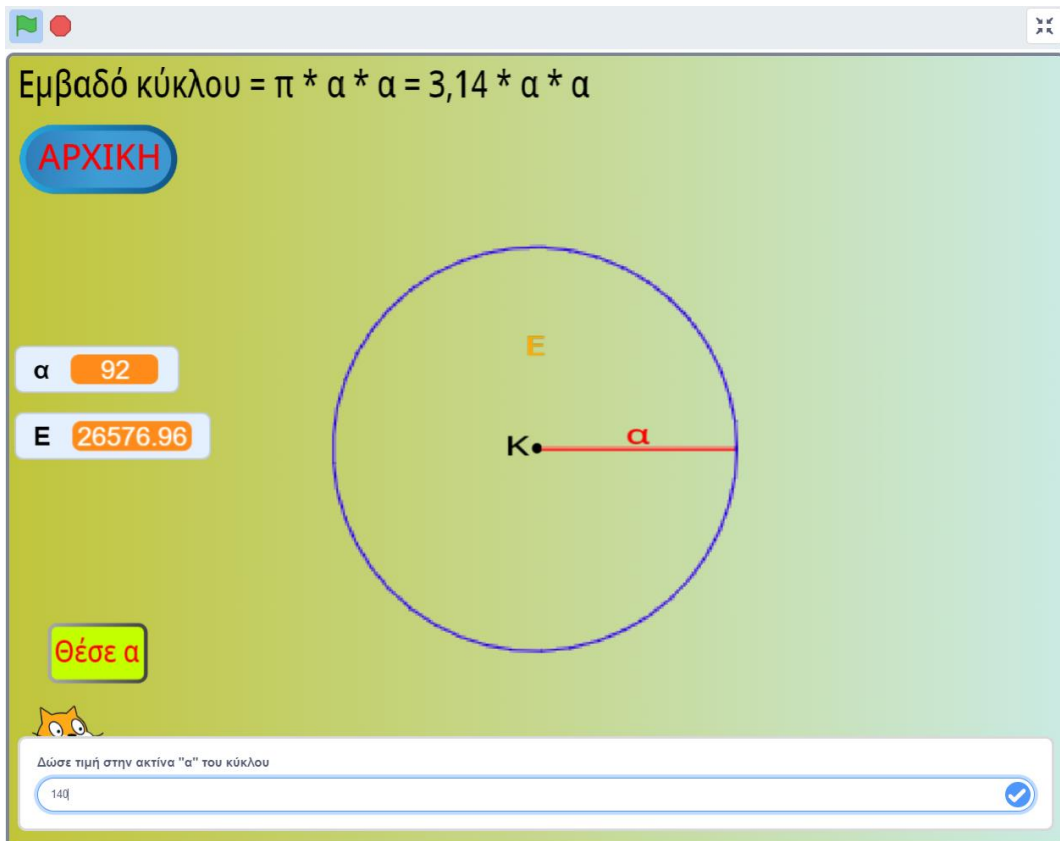 Εμβαδό κύκλου = π * α * α = 3,14 * α * α
ΑΡΧΙΚΗ
E
α 92
E 26576.96
α
K
Θέσε α
Δώσε τιμή στην ακτίνα "α" του κύκλου
140